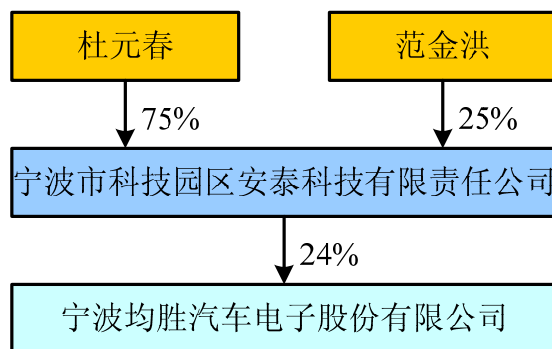 杜元春
范金洪
75%
25%
宁波市科技园区安泰科技有限责任公司
24%
宁波均胜汽车电子股份有限公司